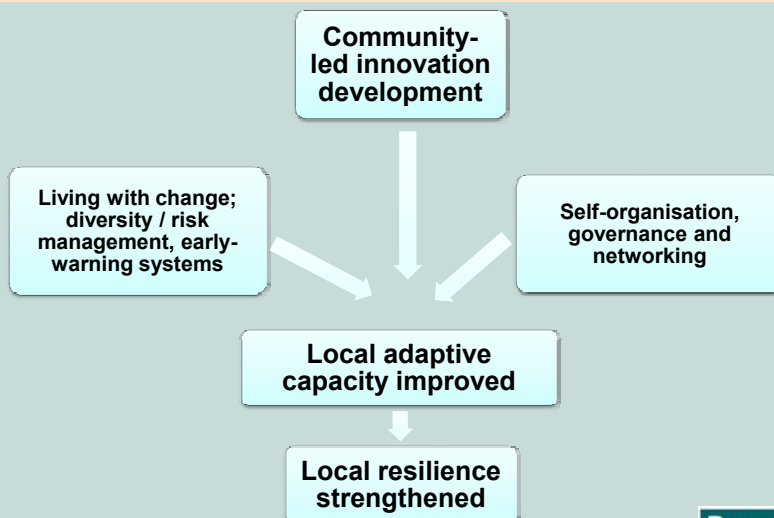 Community-
led innovation
development
Living with change;
diversity / risk
management, early-
warning systems
Self-organisation,
governance and
networking
Local adaptive
capacity improved
Local resilience
strengthened